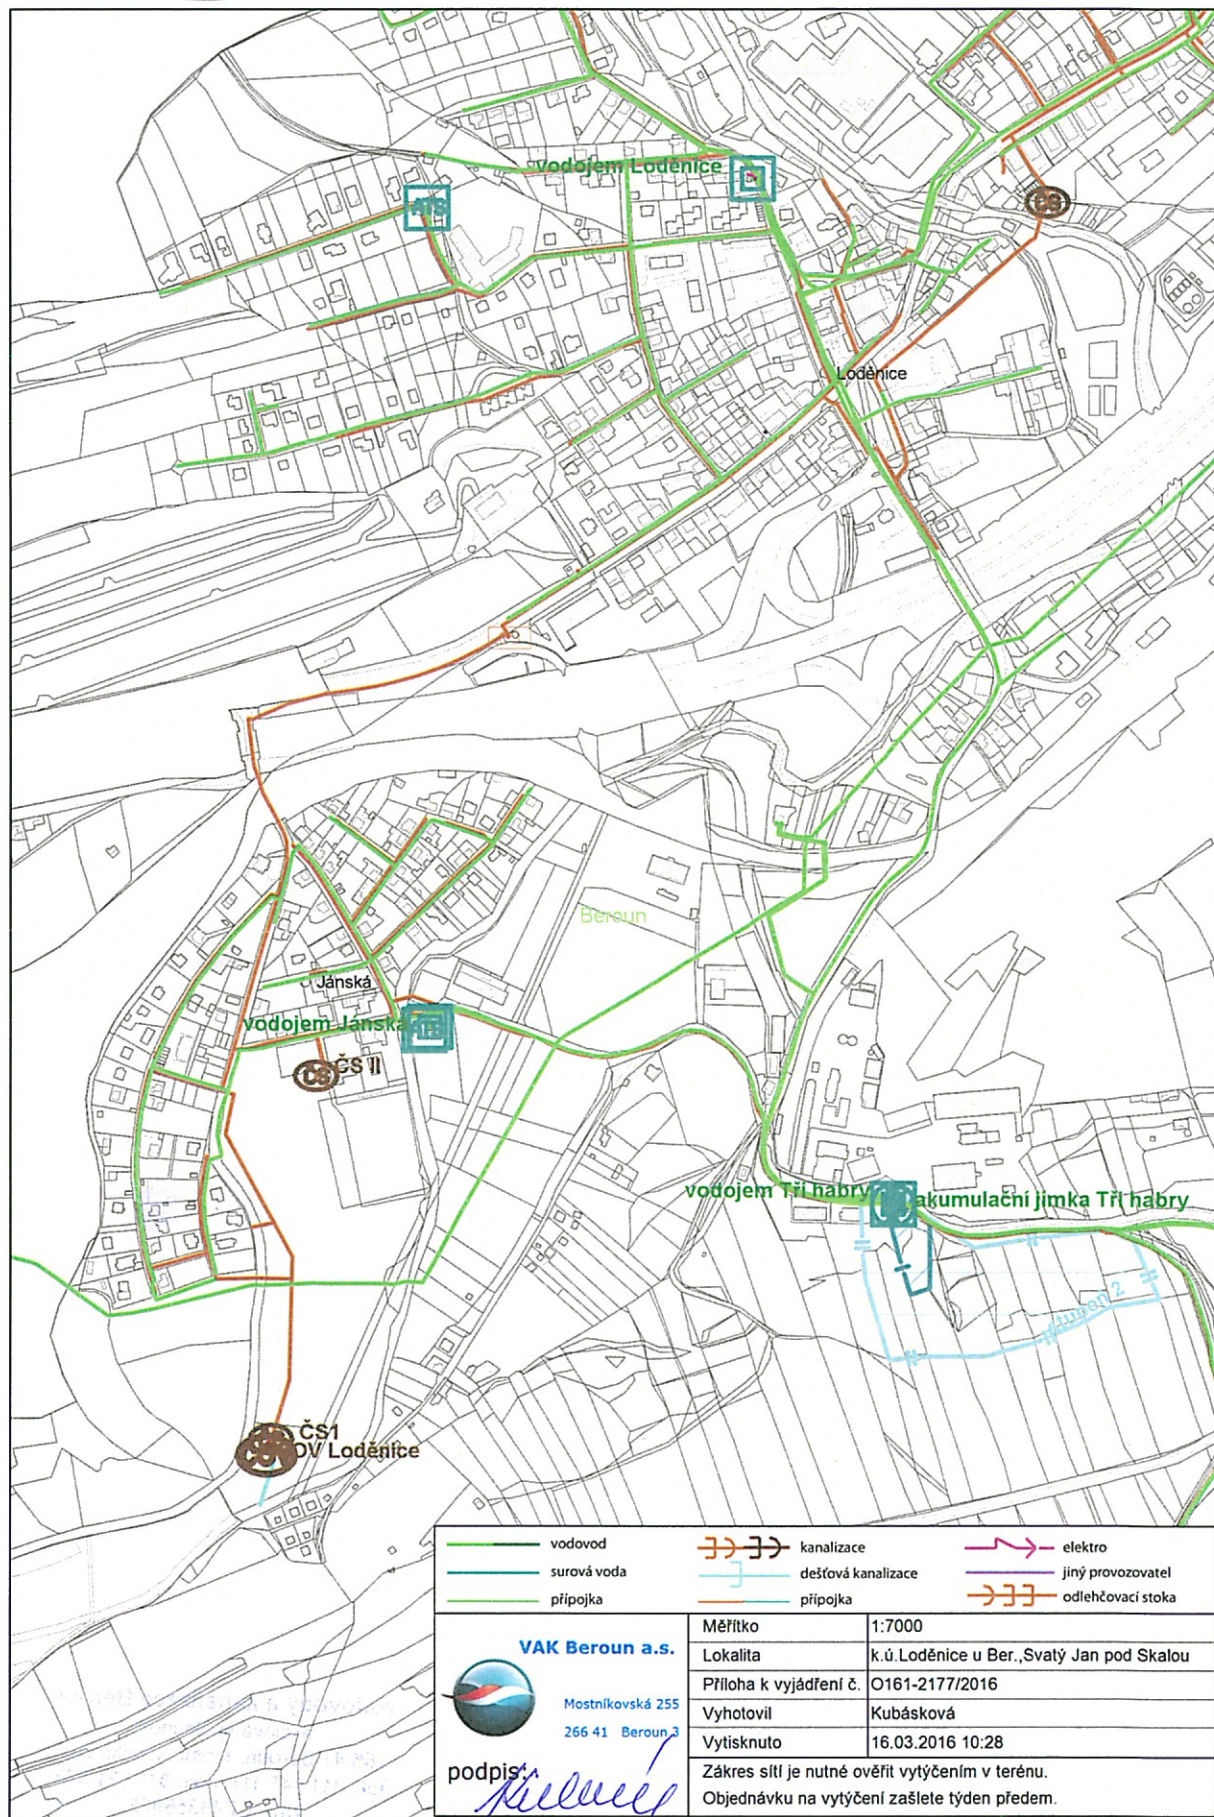 vodojem Loděnice
ATS
ČS
Loděnice
Beroun
Jánská
vodojem Jánská
ATS
ČS II
ČS
vodojem Tři habry
akumulační jímka Tři habry
stupen 2
ČS1
OV Loděnice
vodovod
kanalizace
elektro
surová voda
dešťová kanalizace
jiný provozovatel
přípojka
přípojka
odlehčovací stoka
VAK Beroun a.s.
Mostníkovská 255
266 41 Beroun 3
podpis:
Měřítko 1:7000
Lokalita k.ú.Loděnice u Ber.,Svatý Jan pod Skalou
Příloha k vyjádření č. O161-2177/2016
Vyhotovil Kubásková
Vytisknuto 16.03.2016 10:28
Zákres sítí je nutné ověřit vytýčením v terénu.
Objednávku na vytýčení zašlete týden předem.